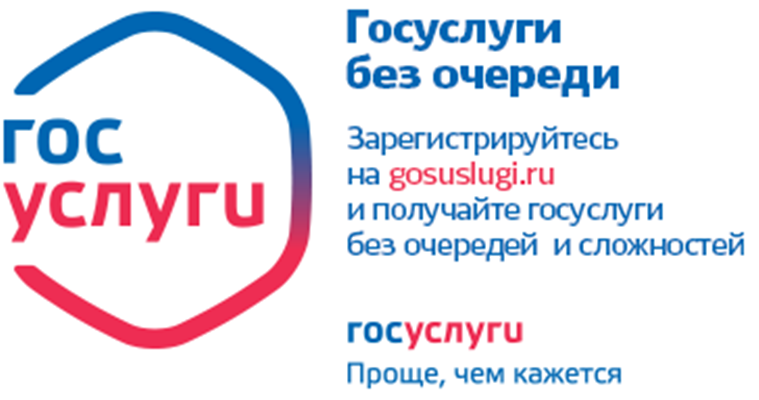 гос
услуги
Госуслуги
без очереди
Зарегистрируйтесь
на gosuslugi.ru
и получайте госуслуги
без очередей и сложностей
госуслуги
Проще, чем кажется